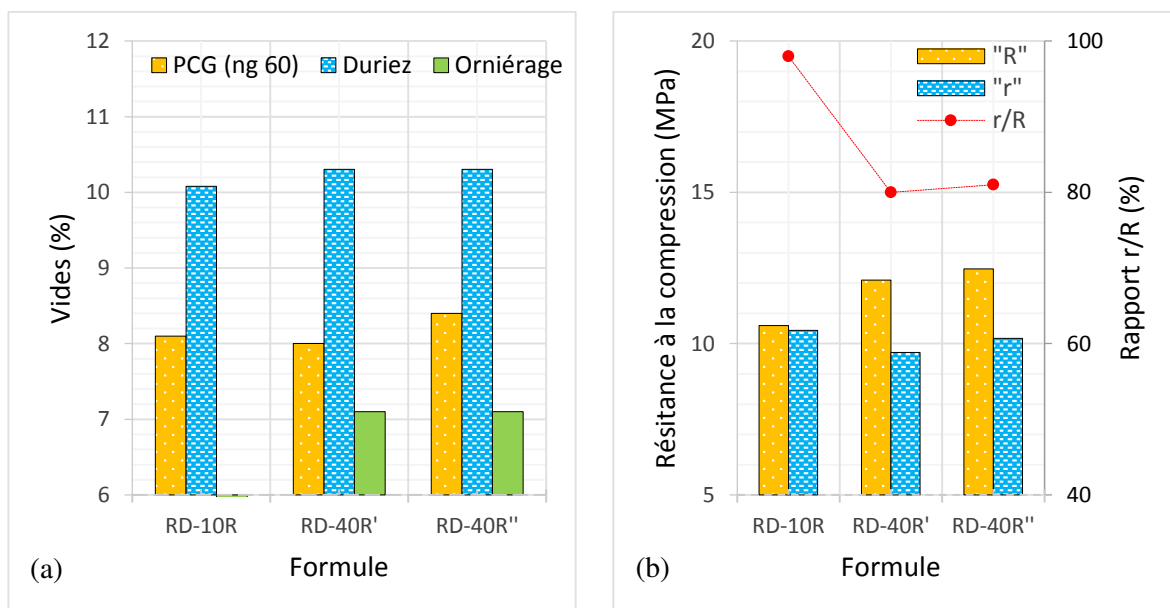 12
11
10
9
8
7
6
Vides (%)
PCG (ng 60) Duriez Orniérage
RD-10R RD-40R' RD-40R''
Formule
(a)
20
15
10
5
Résitance à la compression (MPa)
"R"
"r"
r/R
100
80
60
40
Rapport r/R (%)
RD-10R RD-40R' RD-40R''
Formule
(b)